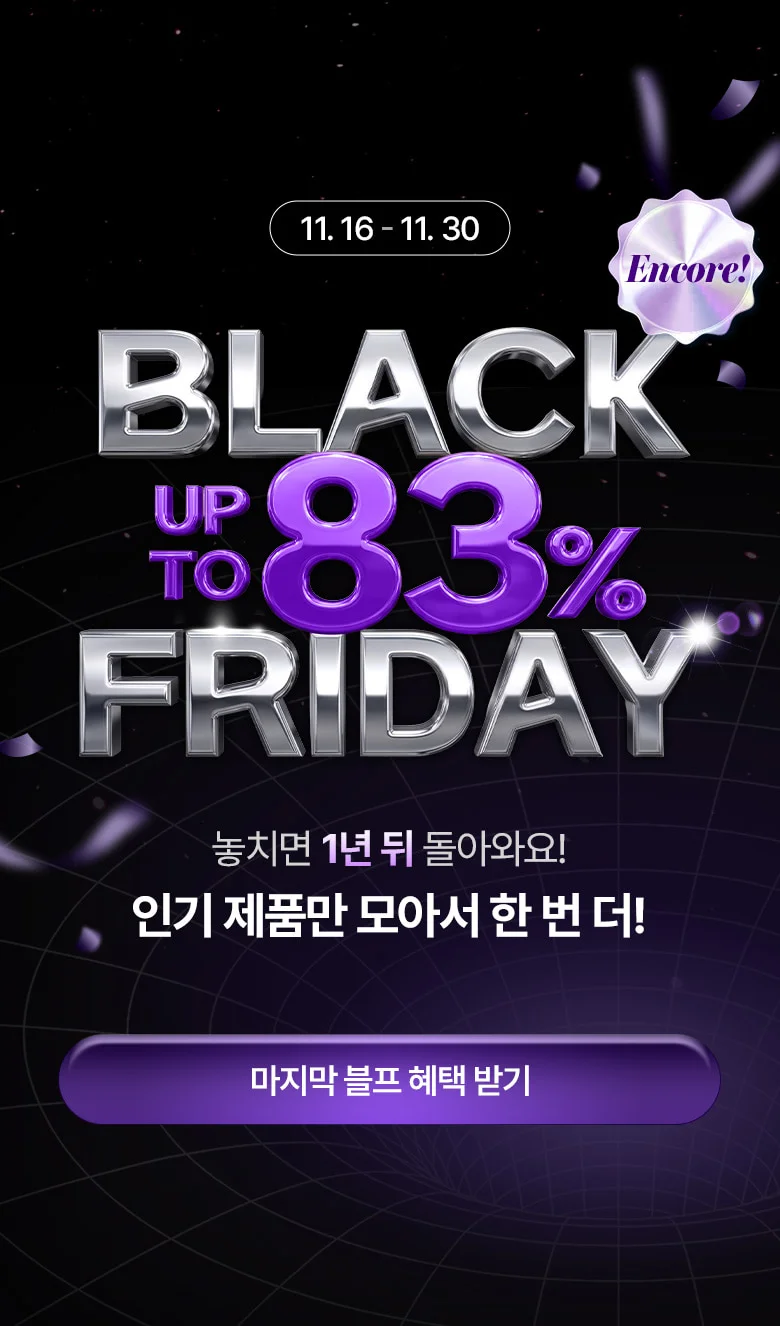 11. 16 - 11. 30
Encore!
BLACK
UP TO 83%
FRIDAY
놓치면 1년 뒤 돌아와요!
인기 제품만 모아서 한 번 더!
마지막 블프 혜택 받기